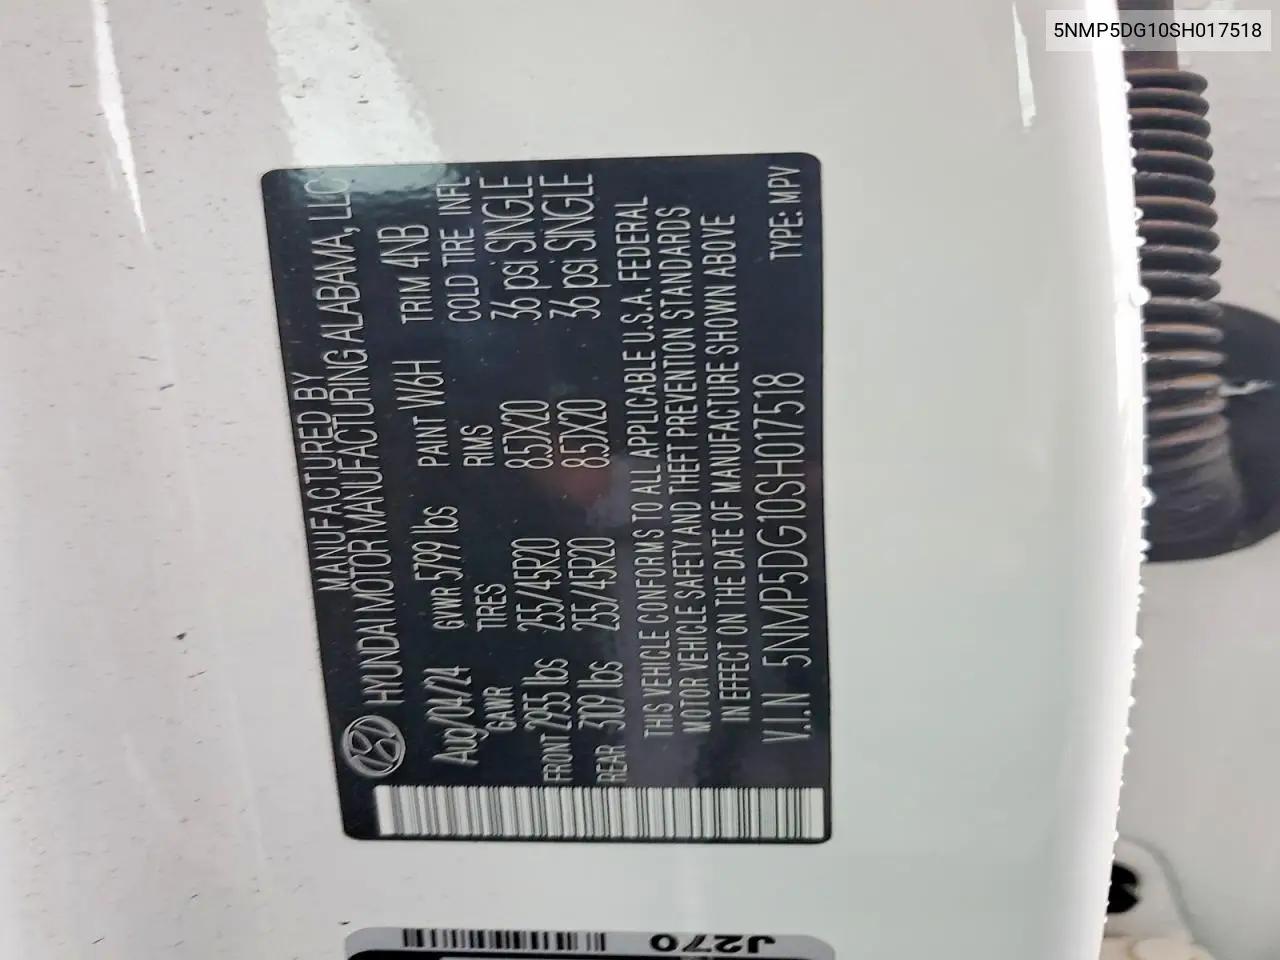 5NMP5DG10SH017518
MANUFACTURED BY
HYUNDAI MOTOR MANUFACTURING ALABAMA, LLC
Aug/04/24 GVWR 5799 lbs PAINT W6H TRIM 4NB
GAWR TIRES RIMS COLD TIRE INFL
FRONT 2955 lbs 255/45R20 8.5JX20 36 psi SINGLE
REAR 3109 lbs 255/45R20 8.5JX20 36 psi SINGLE
THIS VEHICLE CONFORMS TO ALL APPLICABLE U.S.A. FEDERAL
MOTOR VEHICLE SAFETY AND THEFT PREVENTION STANDARDS
IN EFFECT ON THE DATE OF MANUFACTURE SHOWN ABOVE
V.I.N 5NMP5DG10SH017518 TYPE: MPV
J270